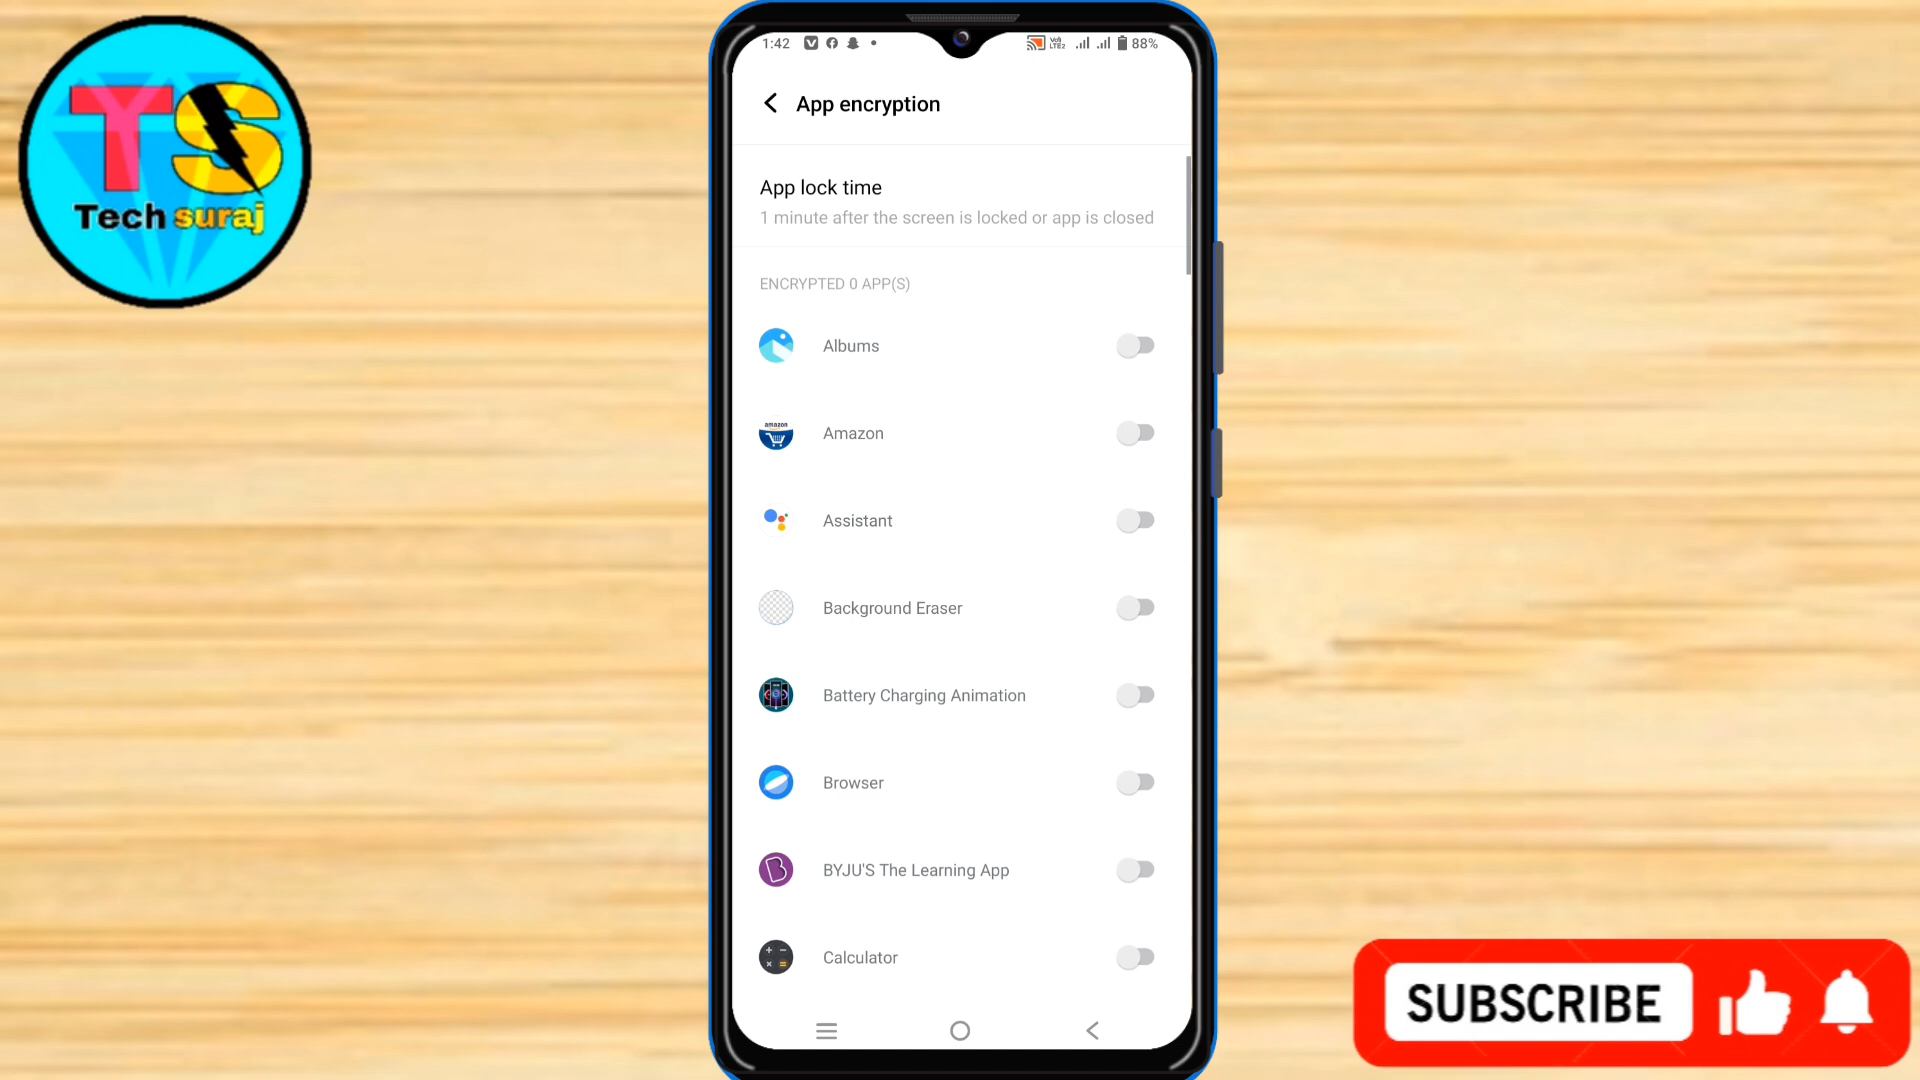 TS
Tech suraj
1:42
88%
App encryption
App lock time
1 minute after the screen is locked or app is closed
ENCRYPTED 0 APP(S)
Albums
amazon
Amazon
Assistant
Background Eraser
Battery Charging Animation
Browser
B
BYJU'S The Learning App
Calculator
SUBSCRIBE